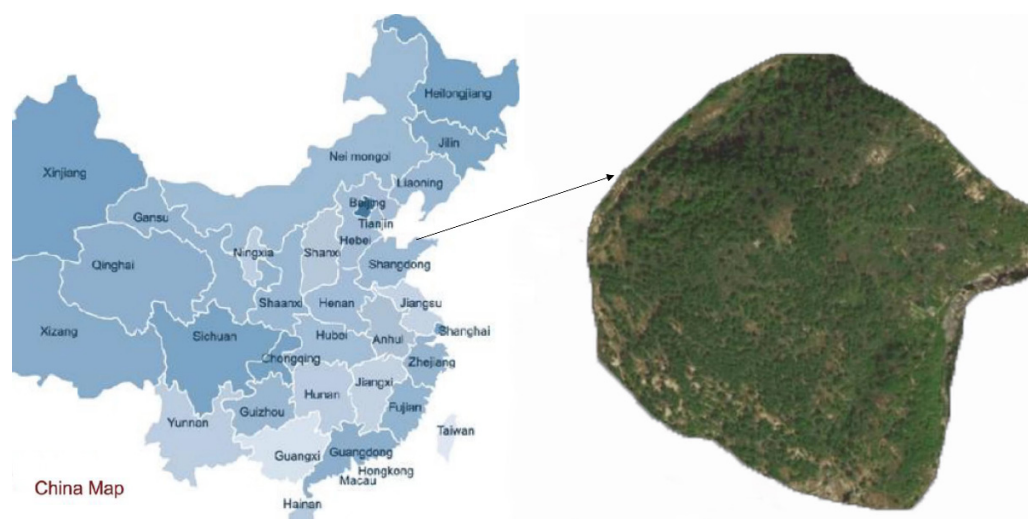 Heilongjiang
Jilin
Nei mongol
Xinjiang
Liaoning
Beijing
Gansu
Tianjin
Hebei
Ningxia
Shanxi
Qinghai
Shangdong
Shaanxi
Henan
Jiangsu
Xizang
Sichuan
Hubei
Shanghai
Anhui
Chongqing
Zhejiang
Hunan
Jiangxi
Guizhou
Fujian
Yunnan
Taiwan
Guangxi
Guangdong
Hongkong
Macau
China Map
Hainan